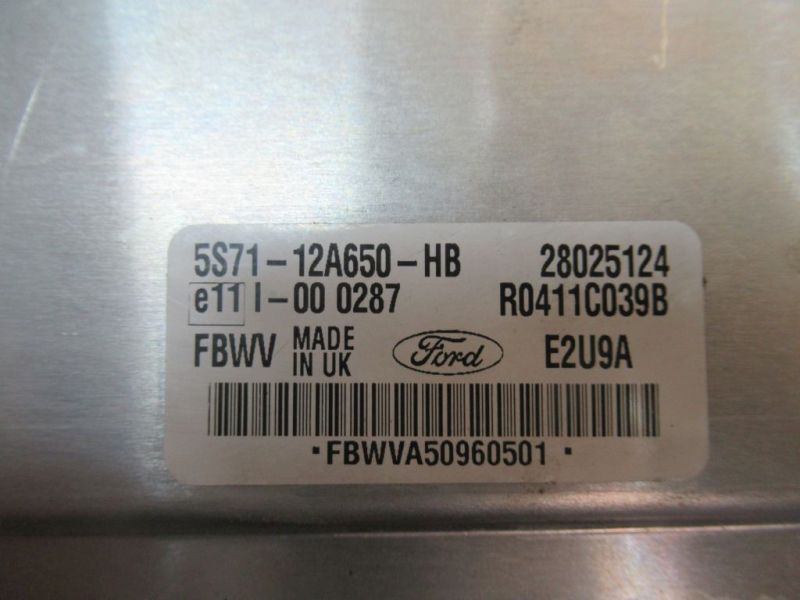 5S71-12A650-HB 28025124
e11 I-00 0287 R0411C039B
FBWV MADE IN UK Ford E2U9A
·FBWVA50960501·